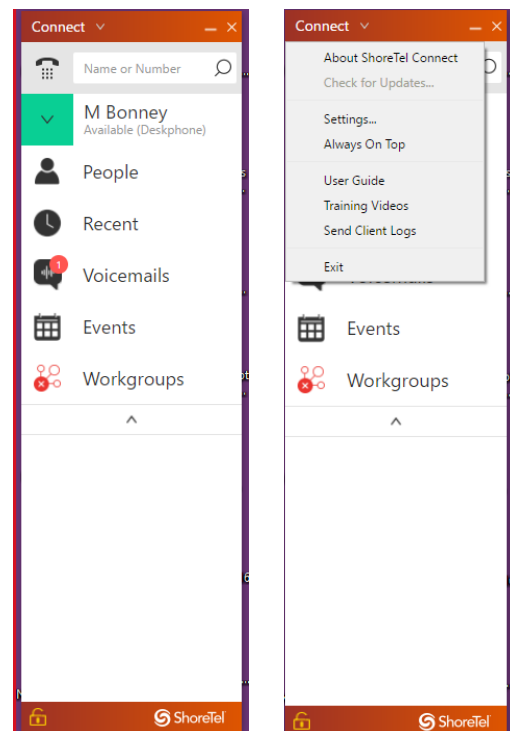 Connect
Name or Number
M Bonney
Available (Deskphone)
People
Recent
1
Voicemails
Events
Workgroups
ShoreTel
Connect
About ShoreTel Connect
Check for Updates...
Settings...
Always On Top
User Guide
Training Videos
Send Client Logs
Exit
Events
Workgroups
ShoreTel